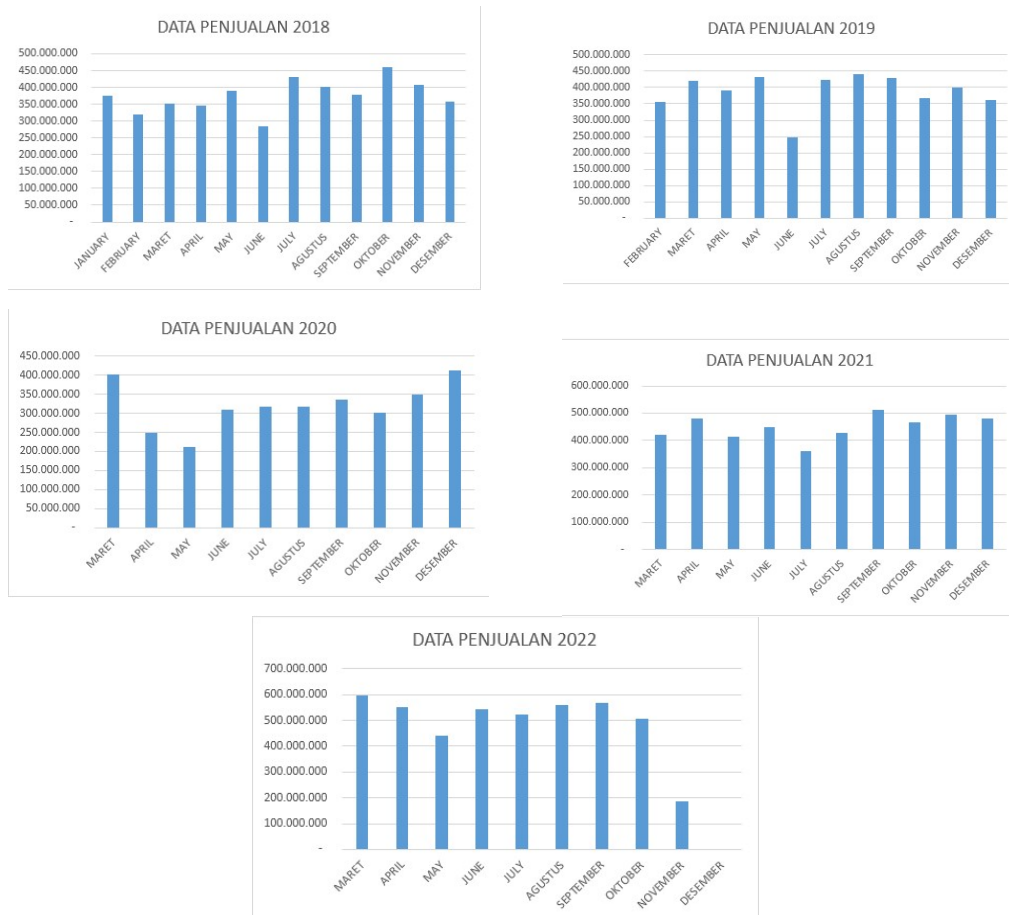 DATA PENJUALAN 2018
500.000.000
450.000.000
400.000.000
350.000.000
300.000.000
250.000.000
200.000.000
150.000.000
100.000.000
50.000.000
-
JANUARY
FEBRUARY
MARET
APRIL
MAY
JUNE
JULY
AGUSTUS
SEPTEMBER
OKTOBER
NOVEMBER
DESEMBER
DATA PENJUALAN 2019
500.000.000
450.000.000
400.000.000
350.000.000
300.000.000
250.000.000
200.000.000
150.000.000
100.000.000
50.000.000
-
FEBRUARY
MARET
APRIL
MAY
JUNE
JULY
AGUSTUS
SEPTEMBER
OKTOBER
NOVEMBER
DESEMBER
DATA PENJUALAN 2020
450.000.000
400.000.000
350.000.000
300.000.000
250.000.000
200.000.000
150.000.000
100.000.000
50.000.000
-
MARET
APRIL
MAY
JUNE
JULY
AGUSTUS
SEPTEMBER
OKTOBER
NOVEMBER
DESEMBER
DATA PENJUALAN 2021
600.000.000
500.000.000
400.000.000
300.000.000
200.000.000
100.000.000
-
MARET
APRIL
MAY
JUNE
JULY
AGUSTUS
SEPTEMBER
OKTOBER
NOVEMBER
DESEMBER
DATA PENJUALAN 2022
700.000.000
600.000.000
500.000.000
400.000.000
300.000.000
200.000.000
100.000.000
-
MARET
APRIL
MAY
JUNE
JULY
AGUSTUS
SEPTEMBER
OKTOBER
NOVEMBER
DESEMBER